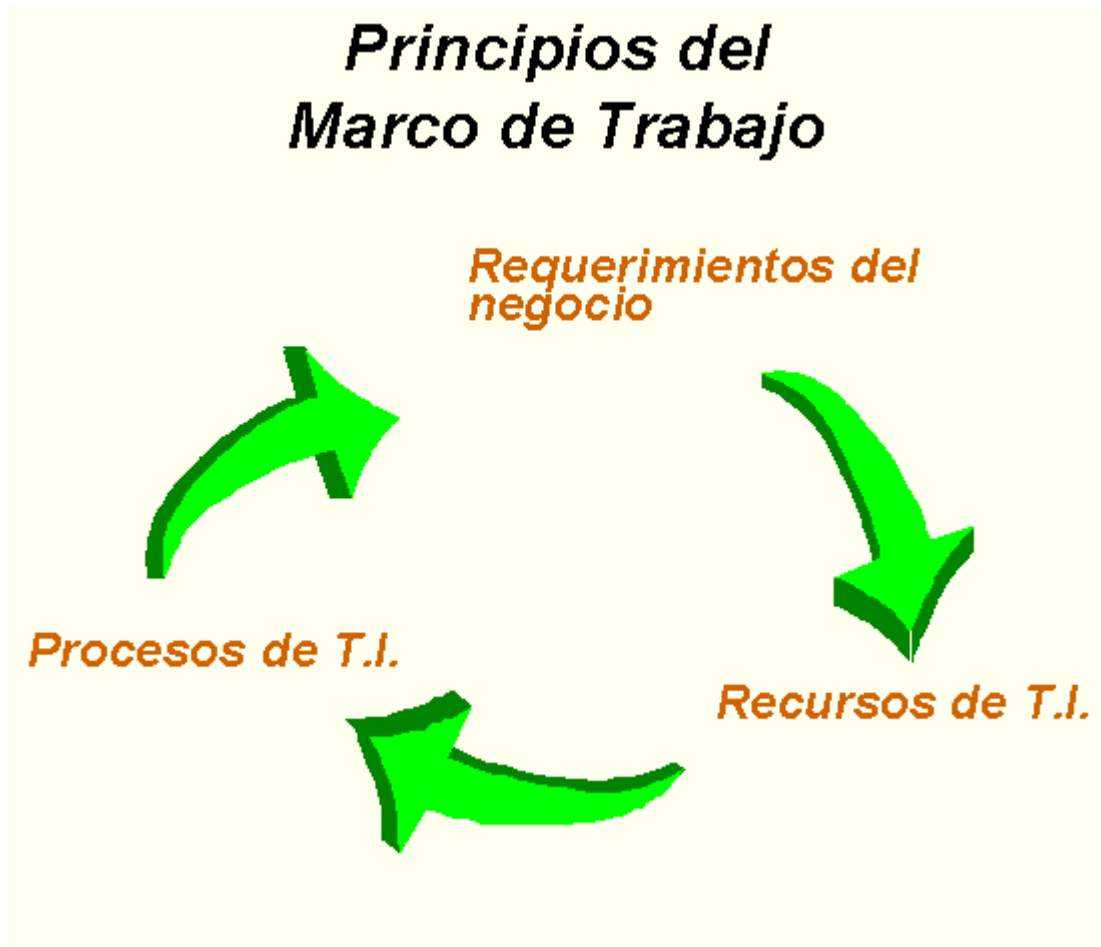 Principios del
Marco de Trabajo
Requerimientos del
negocio
Procesos de T.I.
Recursos de T.I.